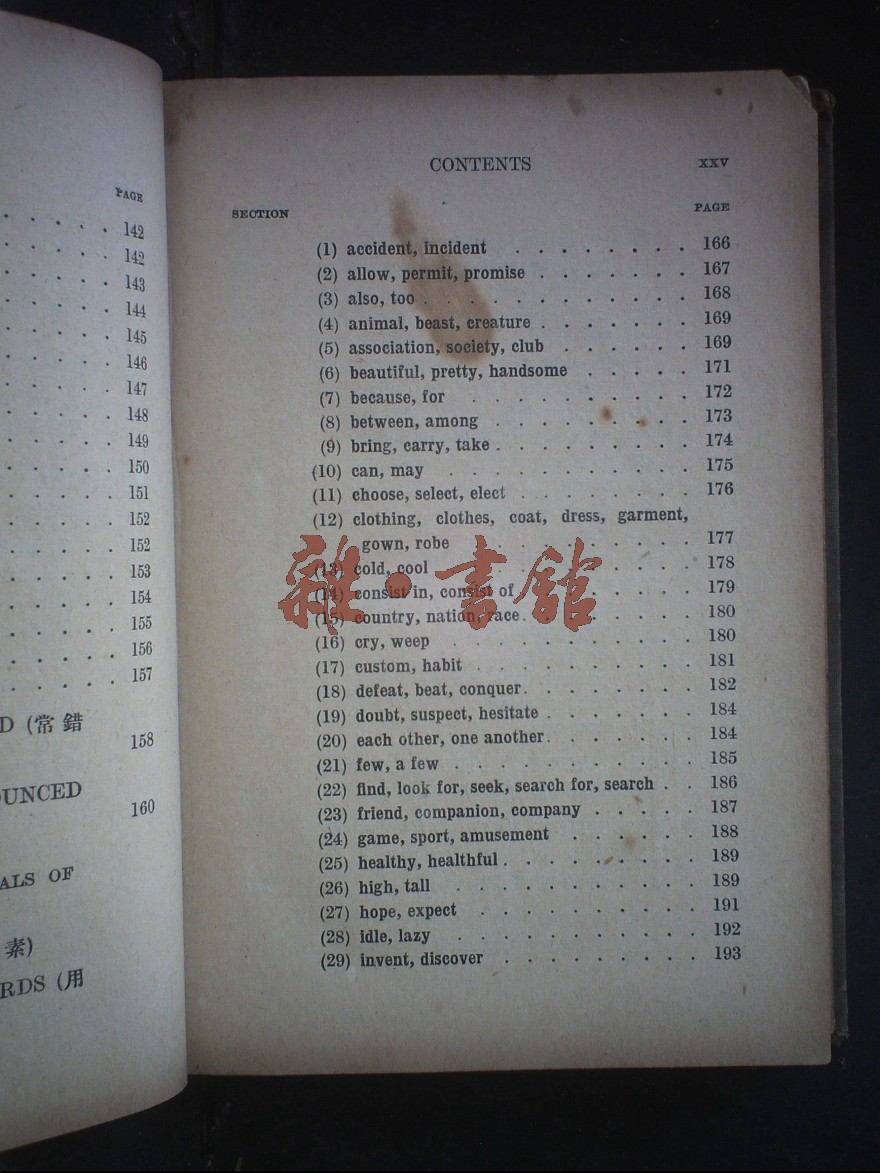 PAGE
142
142
143
144
145
146
147
148
149
150
151
152
152
153
154
155
156
157
D (常錯
158
OUNCED
160
ALS OF
素)
RDS (用
CONTENTS XXV
SECTION PAGE
(1) accident, incident . . . . . . . 166
(2) allow, permit, promise . . . . . . 167
(3) also, too . . . . . . . . . . . 168
(4) animal, beast, creature . . . . . . 169
(5) association, society, club . . . . . 169
(6) beautiful, pretty, handsome . . . . . 171
(7) because, for . . . . . . . . . 172
(8) between, among . . . . . . . . 173
(9) bring, carry, take . . . . . . . . 174
(10) can, may . . . . . . . . . . 175
(11) choose, select, elect . . . . . . . 176
(12) clothing, clothes, coat, dress, garment,
gown, robe . . . . . . . . 177
(13) cold, cool . . . . . . . . . 178
(14) consist in, consist of . . . . . . 179
(15) country, nation, race. . . . . . . 180
(16) cry, weep . . . . . . . . . . 180
(17) custom, habit . . . . . . . . . 181
(18) defeat, beat, conquer. . . . . . . 182
(19) doubt, suspect, hesitate . . . . . . 184
(20) each other, one another. . . . . . 184
(21) few, a few . . . . . . . . . . 185
(22) find, look for, seek, search for, search . . 186
(23) friend, companion, company . . . . . 187
(24) game, sport, amusement . . . . . . 188
(25) healthy, healthful . . . . . . . . 189
(26) high, tall . . . . . . . . . . 189
(27) hope, expect . . . . . . . . . 191
(28) idle, lazy . . . . . . . . . . 192
(29) invent, discover . . . . . . . . 193
雜·書館